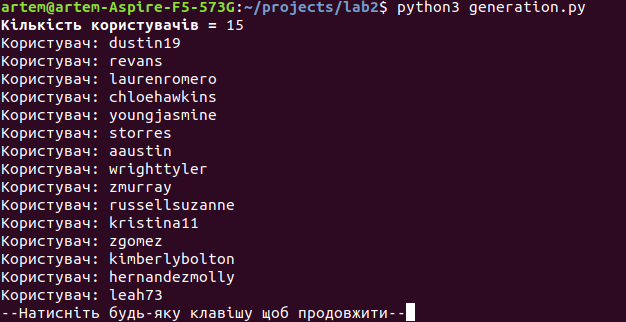 artem@artem-Aspire-F5-573G:~/projects/lab2$ python3 generation.py
Кількість користувачів = 15
Користувач: dustin19
Користувач: revans
Користувач: laurenromero
Користувач: chloehawkins
Користувач: youngjasmine
Користувач: storres
Користувач: aaustin
Користувач: wrighttyler
Користувач: zmurray
Користувач: russellsuzanne
Користувач: kristina11
Користувач: zgomez
Користувач: kimberlybolton
Користувач: hernandezmolly
Користувач: leah73
--Натисніть будь-яку клавішу щоб продовжити--